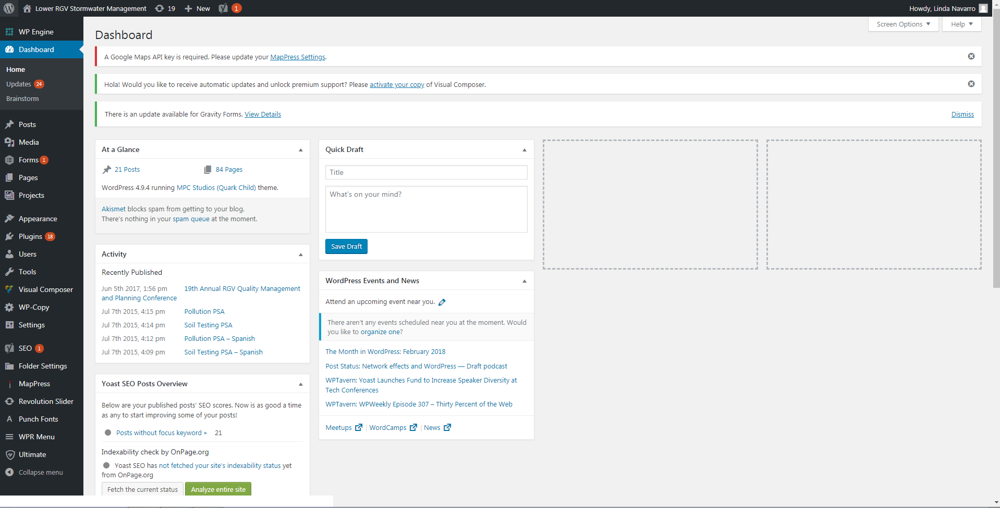 Lower RGV Stormwater Management
19
New
1
Howdy, Linda Navarro
WP Engine
Dashboard
Home
Updates 24
Brainstorm
Posts
Media
Forms 1
Pages
Projects
Appearance
Plugins 18
Users
Tools
Visual Composer
WP-Copy
Settings
SEO 1
Folder Settings
MapPress
Revolution Slider
Punch Fonts
WPR Menu
Ultimate
Collapse menu
Screen Options
Help
Dashboard
A Google Maps API key is required. Please update your MapPress Settings.
Hola! Would you like to receive automatic updates and unlock premium support? Please activate your copy of Visual Composer.
There is an update available for Gravity Forms. View Details
Dismiss
At a Glance
21 Posts
84 Pages
WordPress 4.9.4 running MPC Studios (Quark Child) theme.
Akismet blocks spam from getting to your blog.
There's nothing in your spam queue at the moment.
Activity
Recently Published
Jun 5th 2017, 1:56 pm 19th Annual RGV Quality Management
and Planning Conference
Jul 7th 2015, 4:15 pm Pollution PSA
Jul 7th 2015, 4:14 pm Soil Testing PSA
Jul 7th 2015, 4:12 pm Pollution PSA – Spanish
Jul 7th 2015, 4:09 pm Soil Testing PSA – Spanish
Yoast SEO Posts Overview
Below are your published posts' SEO scores. Now is as good a time
as any to start improving some of your posts!
Posts without focus keyword » 21
Indexability check by OnPage.org
Yoast SEO has not fetched your site's indexability status yet
from OnPage.org
Fetch the current status
Analyze entire site
Quick Draft
Title
What's on your mind?
Save Draft
WordPress Events and News
Attend an upcoming event near you.
There aren't any events scheduled near you at the moment. Would
you like to organize one?
The Month in WordPress: February 2018
Post Status: Network effects and WordPress — Draft podcast
WPTavern: Yoast Launches Fund to Increase Speaker Diversity at
Tech Conferences
WPTavern: WPWeekly Episode 307 – Thirty Percent of the Web
Meetups | WordCamps | News